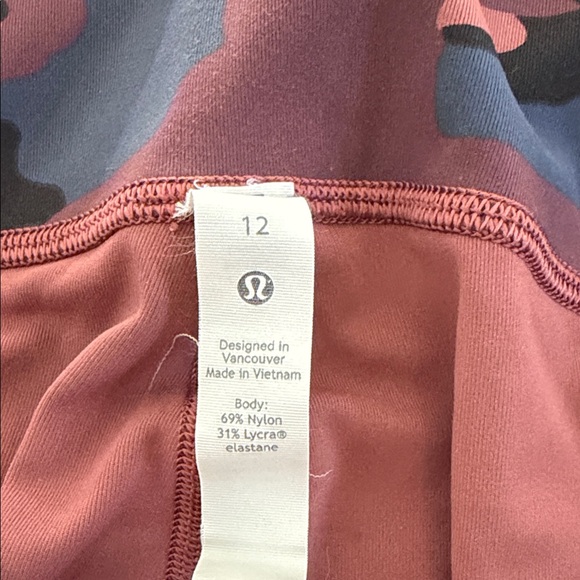 12
Designed in
Vancouver
Made in Vietnam
Body:
69% Nylon
31% Lycra®
elastane